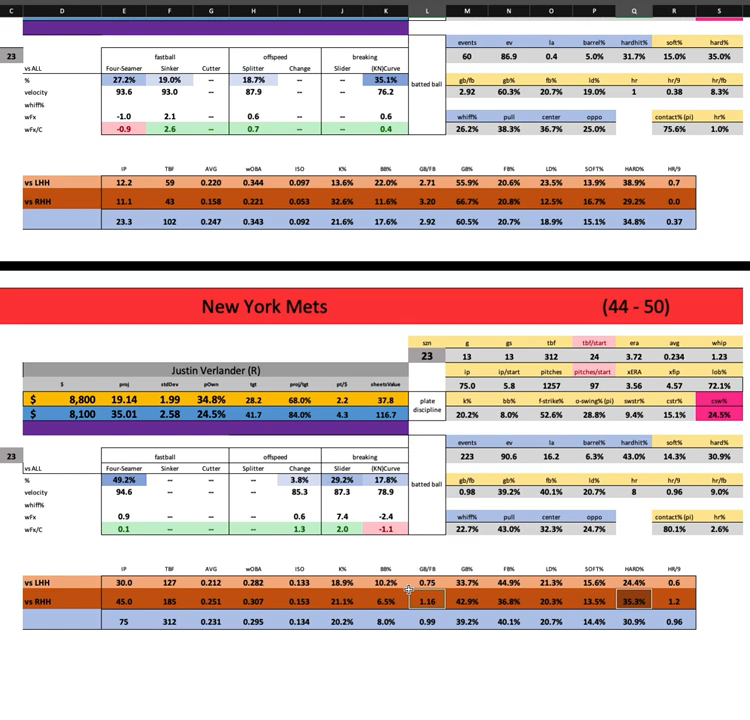 C D E F G H I J K L M N O P Q R S
events ev la barrel% hardhit% soft% hard%
23 fastball offspeed breaking 60 86.9 0.4 5.0% 31.7% 15.0% 35.0%
vs ALL Four-Seamer Sinker Cutter Splitter Change Slider (KN)Curve
% 27.2% 19.0% -- 18.7% -- -- 35.1% batted ball gb/fb gb% fb% ld% hr hr/9 hr/fb
velocity 93.6 93.0 -- 87.9 -- -- 76.2 2.92 60.3% 20.7% 19.0% 1 0.38 8.3%
whiff%
wFx -1.0 2.1 0.6 0.6 whiff% pull center oppo contact% (pi) hr%
wFx/C -0.9 2.6 -- 0.7 -- -- 0.4 26.2% 38.3% 36.7% 25.0% 75.6% 1.0%
IP TBF AVG wOBA ISO K% BB% GB/FB GB% FB% LD% SOFT% HARD% HR/9
vs LHH 12.2 59 0.220 0.344 0.097 13.6% 22.0% 2.71 55.9% 20.6% 23.5% 13.9% 38.9% 0.7
vs RHH 11.1 43 0.158 0.221 0.053 32.6% 11.6% 3.20 66.7% 20.8% 12.5% 16.7% 29.2% 0.0
23.3 102 0.247 0.343 0.092 21.6% 17.6% 2.92 60.5% 20.7% 18.9% 15.1% 34.8% 0.37
New York Mets (44 - 50)
szn g gs tbf tbf/start era avg whip
23 13 13 312 24 3.72 0.234 1.23
Justin Verlander (R) ip ip/start pitches pitches/start xERA xfip lob%
$ proj stdDev pOwn tgt proj/tgt pt/$ sheetsValue 75.0 5.8 1257 97 3.56 4.57 72.1%
$ 8,800 19.14 1.99 34.8% 28.2 68.0% 2.2 37.8 plate discipline k% bb% f-strike% o-swing% (pi) swstr% cstr% csw%
$ 8,100 35.01 2.58 24.5% 41.7 84.0% 4.3 116.7 20.2% 8.0% 52.6% 28.8% 9.4% 15.1% 24.5%
events ev la barrel% hardhit% soft% hard%
23 fastball offspeed breaking 223 90.6 16.2 6.3% 43.0% 14.3% 30.9%
vs ALL Four-Seamer Sinker Cutter Splitter Change Slider (KN)Curve
% 49.2% -- -- -- 3.8% 29.2% 17.8% batted ball gb/fb gb% fb% ld% hr hr/9 hr/fb
velocity 94.6 -- -- -- 85.3 87.3 78.9 0.98 39.2% 40.1% 20.7% 8 0.96 9.0%
whiff%
wFx 0.9 0.6 7.4 -2.4 whiff% pull center oppo contact% (pi) hr%
wFx/C 0.1 -- -- -- 1.3 2.0 -1.1 22.7% 43.0% 32.3% 24.7% 80.1% 2.6%
IP TBF AVG wOBA ISO K% BB% GB/FB GB% FB% LD% SOFT% HARD% HR/9
vs LHH 30.0 127 0.212 0.282 0.133 18.9% 10.2% 0.75 33.7% 44.9% 21.3% 15.6% 24.4% 0.6
vs RHH 45.0 185 0.251 0.307 0.153 21.1% 6.5% 1.16 42.9% 36.8% 20.3% 13.5% 35.3% 1.2
75 312 0.231 0.295 0.134 20.2% 8.0% 0.99 39.2% 40.1% 20.7% 14.4% 30.9% 0.96